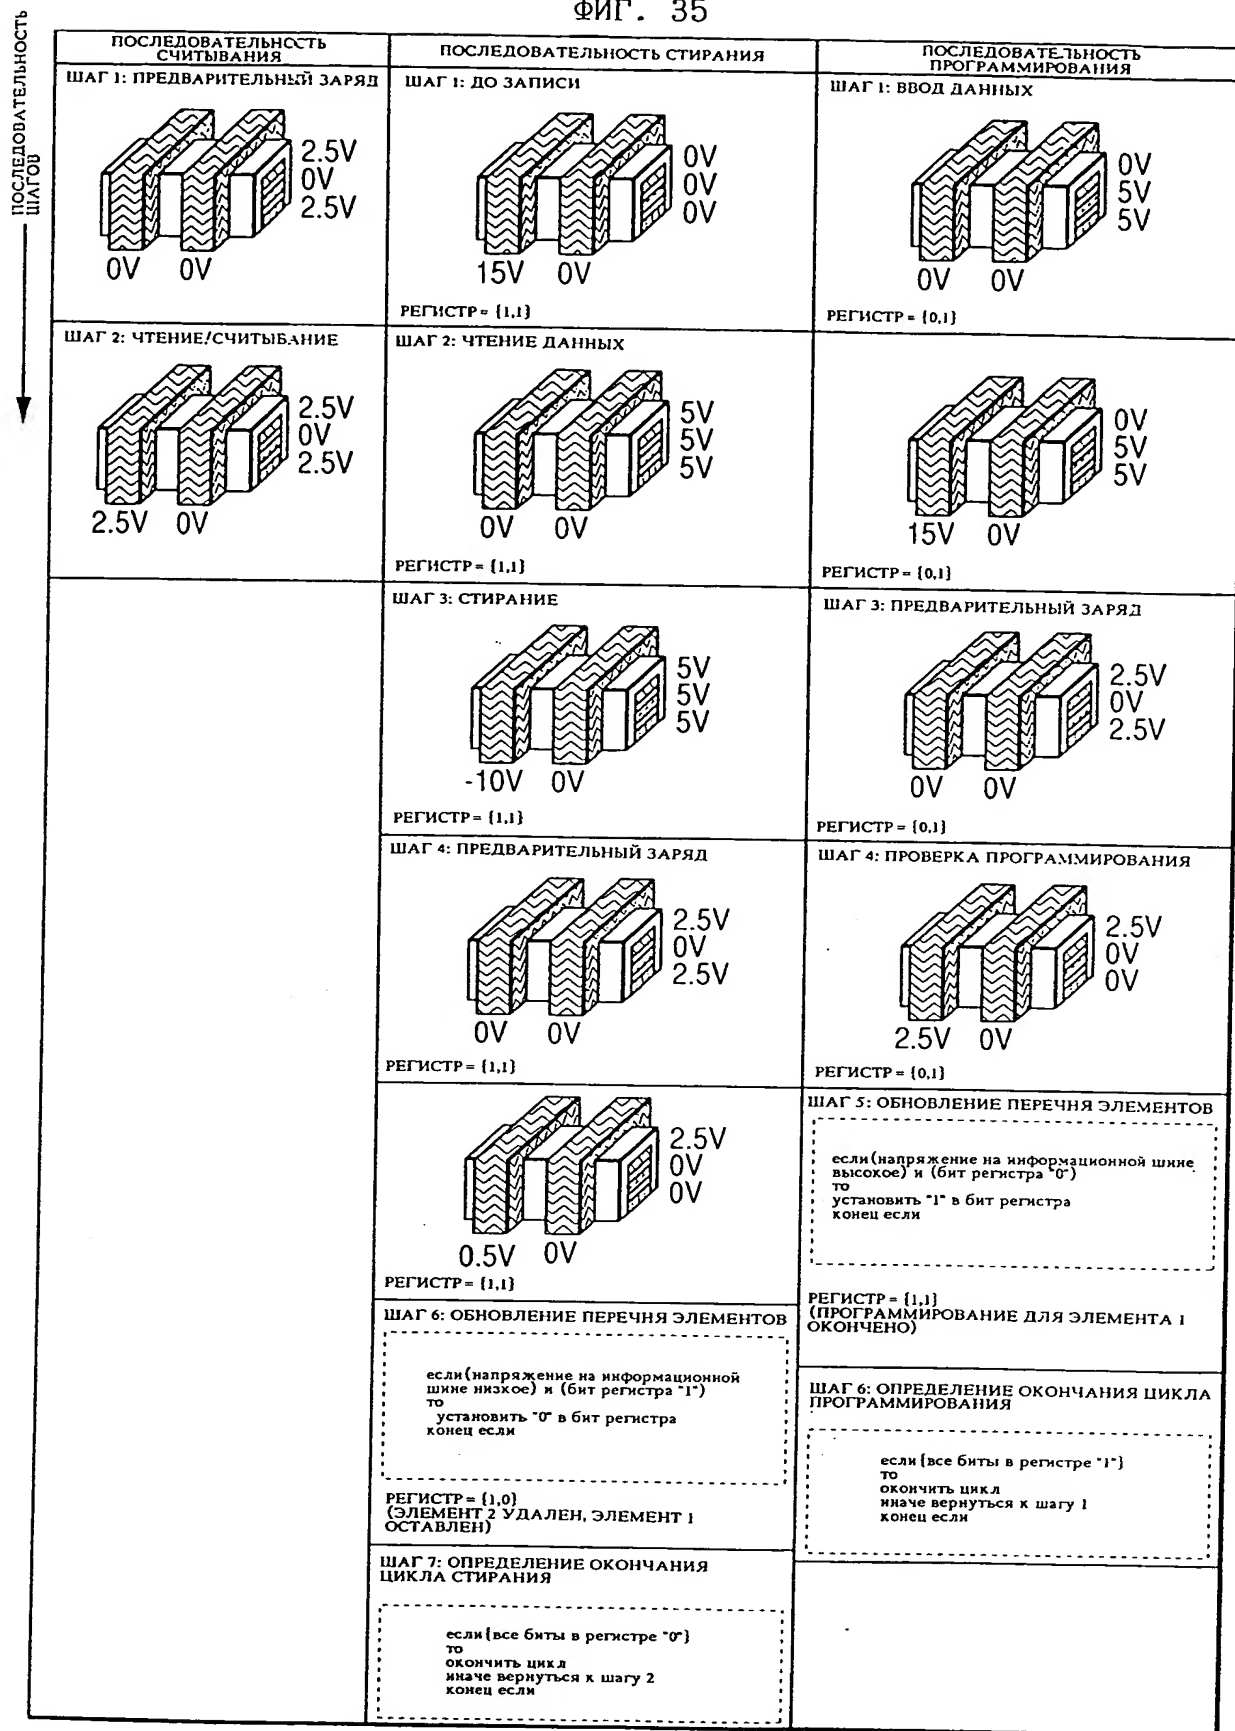 ФИГ. 35
ПОСЛЕДОВАТЕЛЬНОСТЬ
ШАГОВ
ПОСЛЕДОВАТЕЛЬНОСТЬ
СЧИТЫВАНИЯ
ШАГ 1: ПРЕДВАРИТЕЛЬНЫЙ ЗАРЯД
2.5V
0V
2.5V
0V 0V
ШАГ 2: ЧТЕНИЕ/СЧИТЫВАНИЕ
2.5V
0V
2.5V
2.5V 0V
ПОСЛЕДОВАТЕЛЬНОСТЬ СТИРАНИЯ
ШАГ 1: ДО ЗАПИСИ
0V
0V
0V
15V 0V
РЕГИСТР= {1,1}
ШАГ 2: ЧТЕНИЕ ДАННЫХ
5V
5V
5V
0V 0V
РЕГИСТР= {1,1}
ШАГ 3: СТИРАНИЕ
5V
5V
5V
-10V 0V
РЕГИСТР= {1,1}
ШАГ 4: ПРЕДВАРИТЕЛЬНЫЙ ЗАРЯД
2.5V
0V
2.5V
0V 0V
РЕГИСТР= {1,1}
2.5V
0V
0V
0.5V 0V
РЕГИСТР= {1,1}
ШАГ 6: ОБНОВЛЕНИЕ ПЕРЕЧНЯ ЭЛЕМЕНТОВ
если(напряжение на информационной
шине низкое) и (бит регистра "1")
то
установить "0" в бит регистра
конец если
РЕГИСТР= {1,0}
(ЭЛЕМЕНТ 2 УДАЛЕН, ЭЛЕМЕНТ 1
ОСТАВЛЕН)
ШАГ 7: ОПРЕДЕЛЕНИЕ ОКОНЧАНИЯ
ЦИКЛА СТИРАНИЯ
если{все биты в регистре "0"}
то
окончить цикл
иначе вернуться к шагу 2
конец если
ПОСЛЕДОВАТЕЛЬНОСТЬ
ПРОГРАММИРОВАНИЯ
ШАГ 1: ВВОД ДАННЫХ
0V
5V
5V
0V 0V
РЕГИСТР= {0,1}
0V
5V
5V
15V 0V
РЕГИСТР= {0,1}
ШАГ 3: ПРЕДВАРИТЕЛЬНЫЙ ЗАРЯД
2.5V
0V
2.5V
0V 0V
РЕГИСТР= {0,1}
ШАГ 4: ПРОВЕРКА ПРОГРАММИРОВАНИЯ
2.5V
0V
0V
2.5V 0V
РЕГИСТР= {0,1}
ШАГ 5: ОБНОВЛЕНИЕ ПЕРЕЧНЯ ЭЛЕМЕНТОВ
если(напряжение на информационной шине
высокое) и (бит регистра "0")
то
установить "1" в бит регистра
конец если
РЕГИСТР= {1,1}
(ПРОГРАММИРОВАНИЕ ДЛЯ ЭЛЕМЕНТА 1
ОКОНЧЕНО)
ШАГ 6: ОПРЕДЕЛЕНИЕ ОКОНЧАНИЯ ЦИКЛА
ПРОГРАММИРОВАНИЯ
если{все биты в регистре "1"}
то
окончить цикл
иначе вернуться к шагу 1
конец если